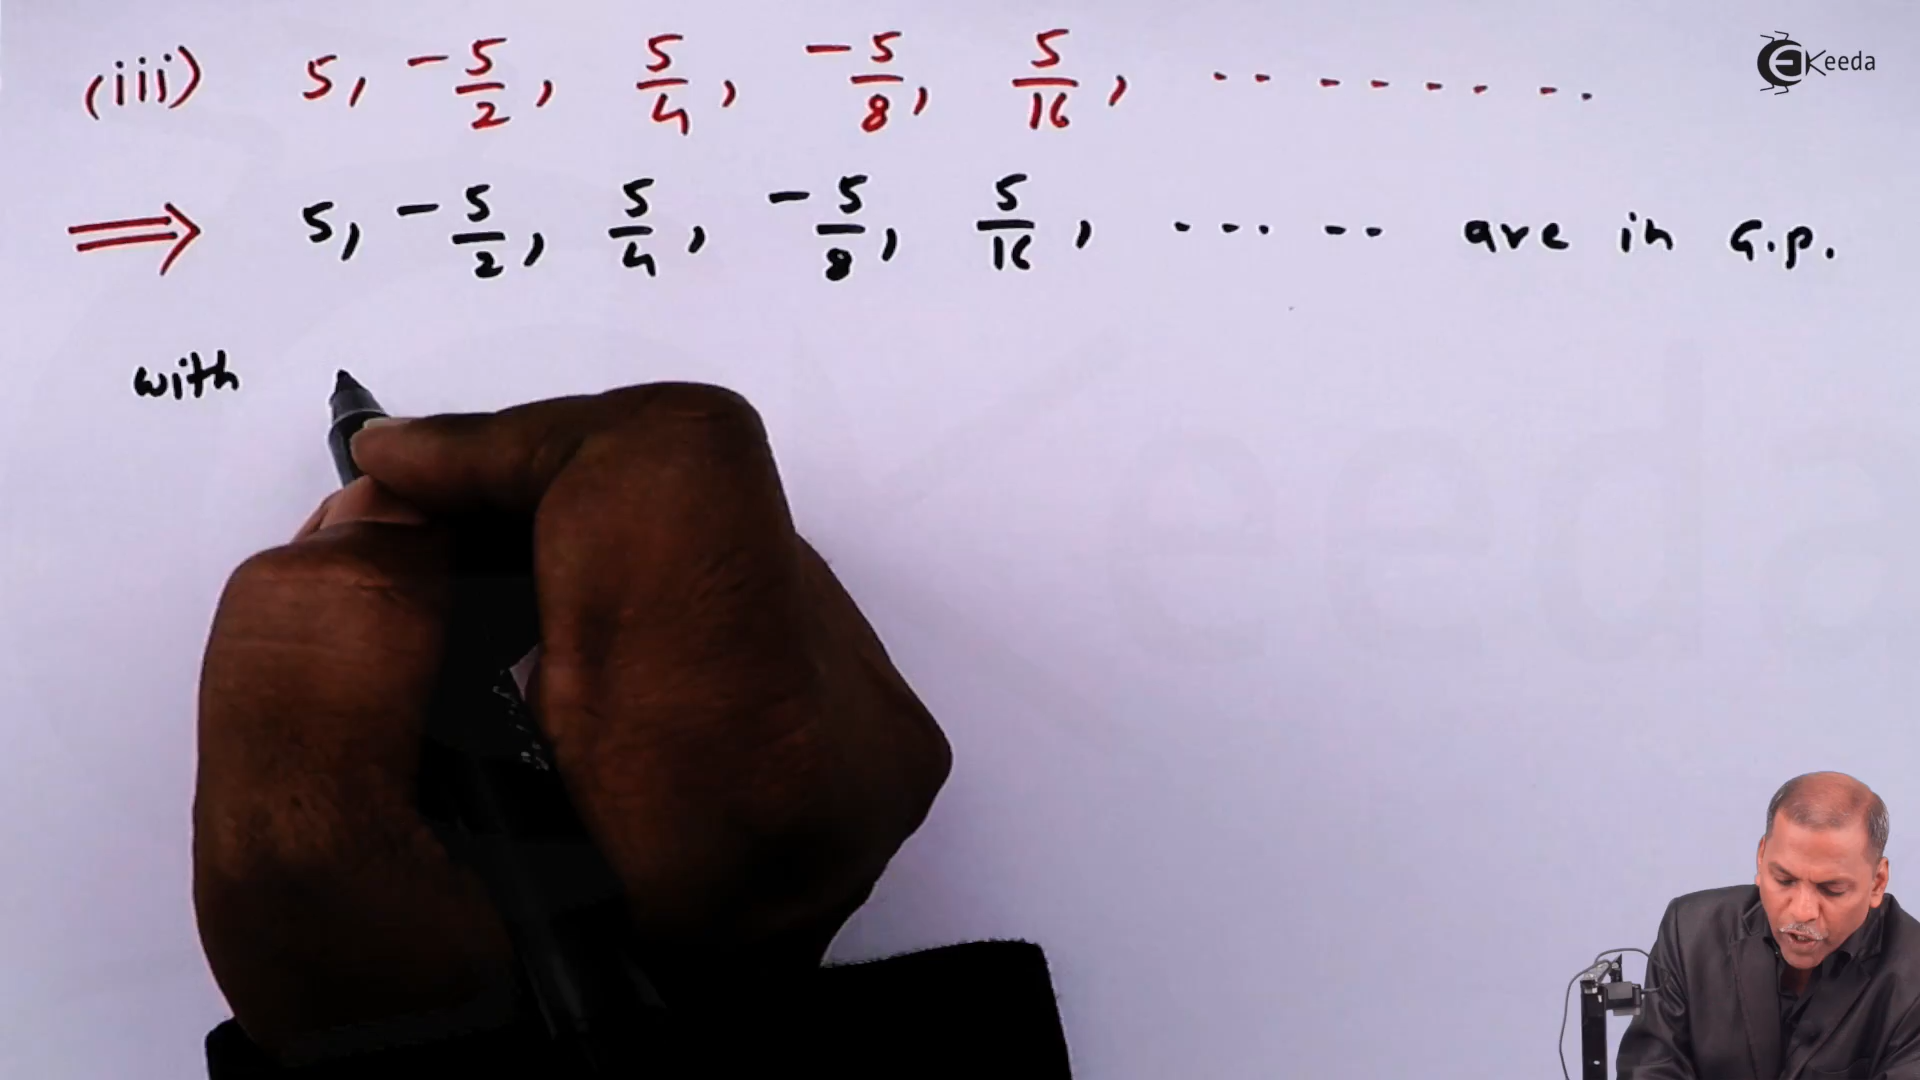 (iii) 5, -5/2, 5/4, -5/8, 5/16, ..........
eKeeda
⟹ 5, -5/2, 5/4, -5/8, 5/16, ..... are in G.p.
with